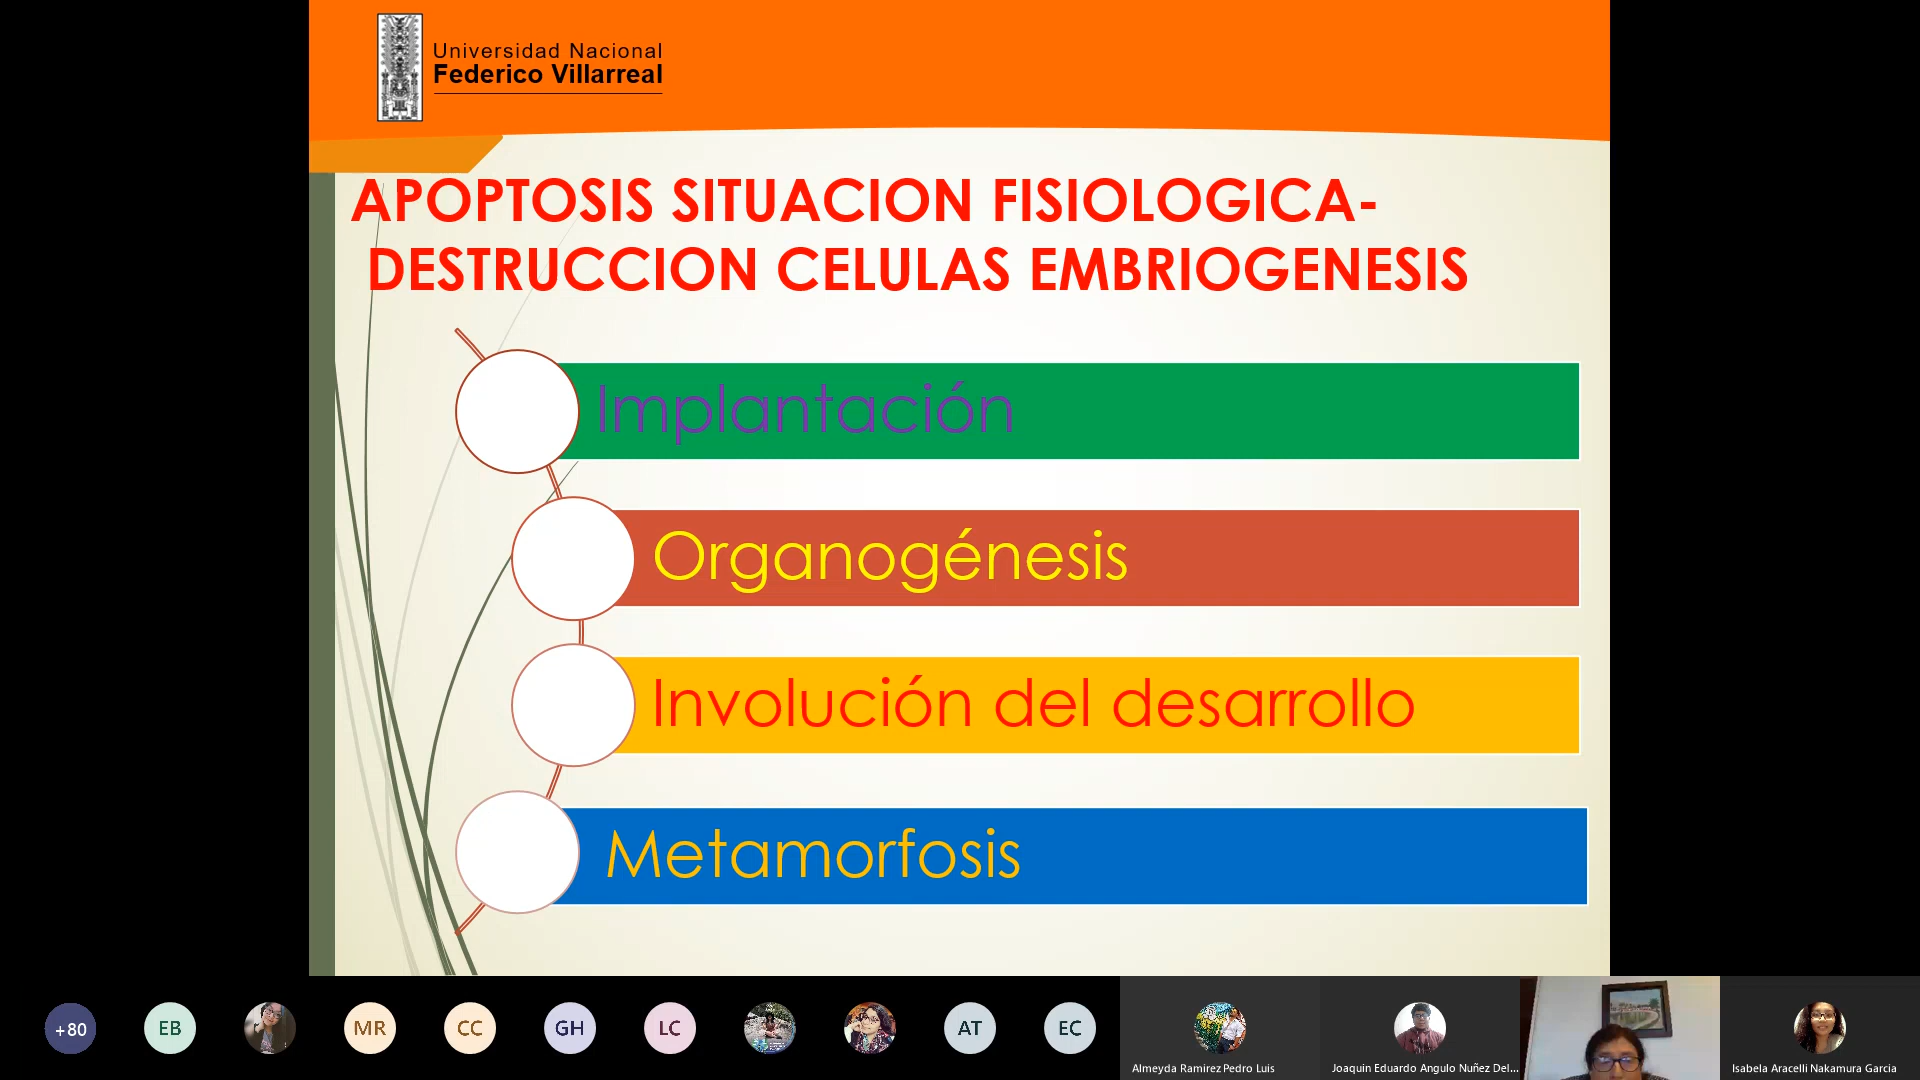 Universidad Nacional
Federico Villarreal
APOPTOSIS SITUACION FISIOLOGICA-
DESTRUCCION CELULAS EMBRIOGENESIS
Implantación
Organogénesis
Involución del desarrollo
Metamorfosis
+80
EB
MR
CC
GH
LC
AT
EC
Almeyda Ramirez Pedro Luis
Joaquin Eduardo Angulo Nuñez Del...
Isabela Aracelli Nakamura Garcia